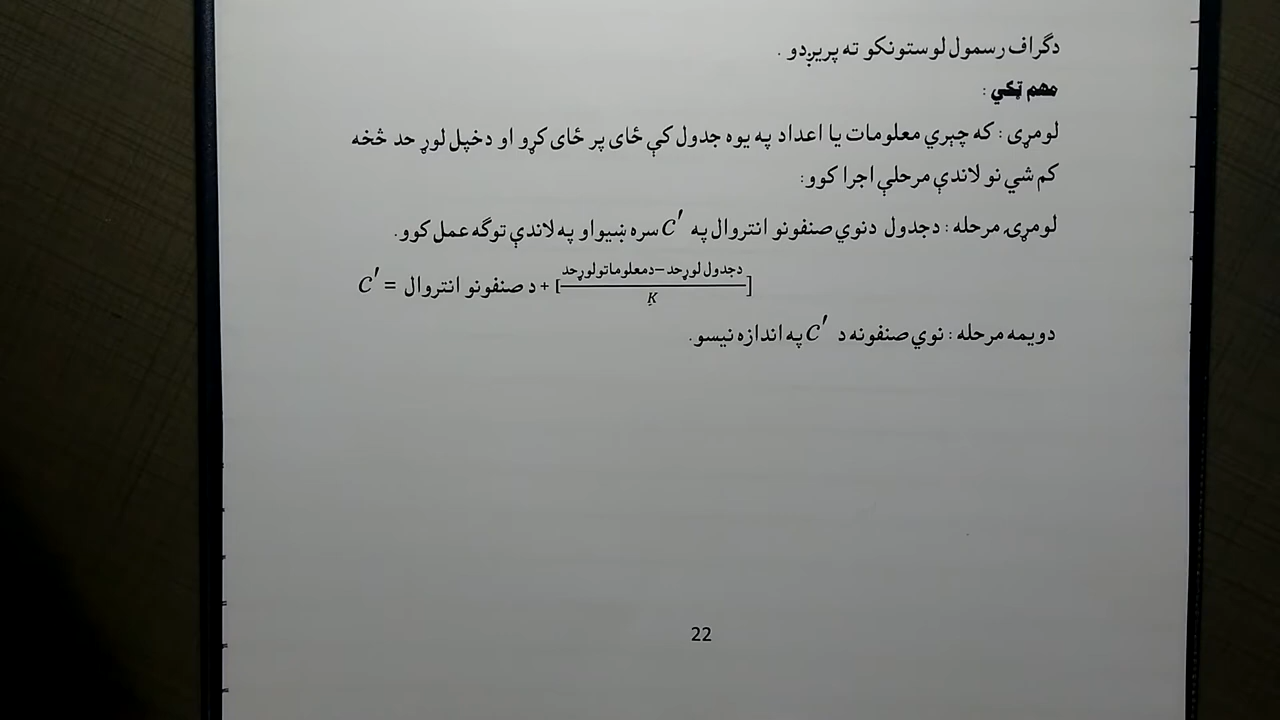 دگراف رسمول لوستونکو ته پریږدو .
مهم ټکي :
لومړی : که چېرې معلومات یا اعداد په یوه جدول کې ځای پر ځای کړو او دخپل لوړ حد څخه
کم شي نو لاندې مرحلې اجرا کوو:
لومړۍ مرحله : دجدول دنوي صنفونو انتروال په C′ سره ښیو او په لاندې توګه عمل کوو.
C′ = د صنفونو انتروال + [دجدول لوړحد−دمعلوماتولوړحد / K]
دویمه مرحله : نوي صنفونه د C′ په اندازه نیسو.
22